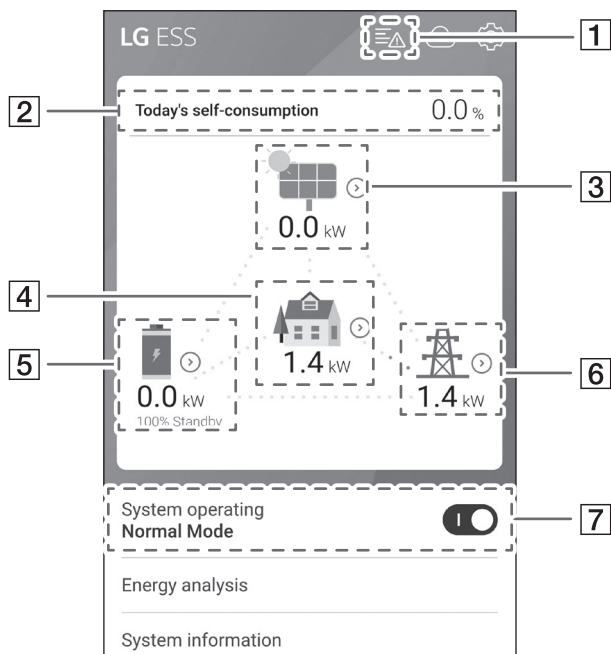 LG ESS
1
2
Today's self-consumption 0.0 %
3
0.0 kW
4
1.4 kW
5
0.0 kW
100% Standby
6
1.4 kW
System operating
Normal Mode
7
Energy analysis
System information